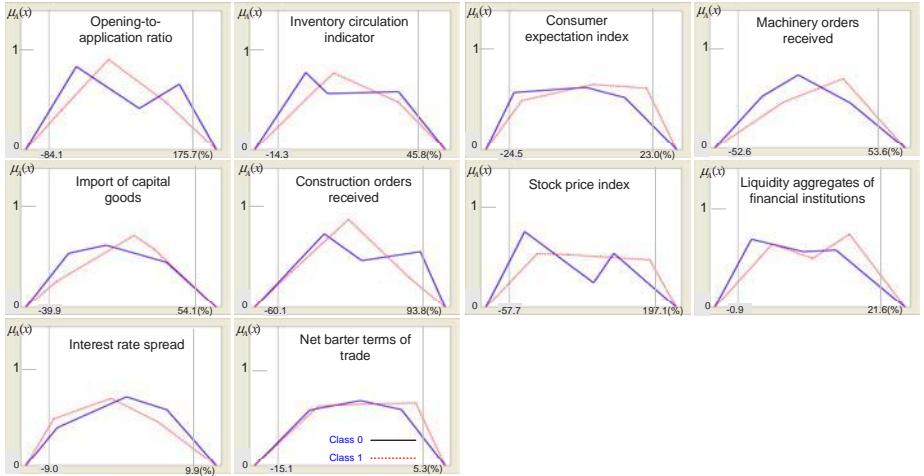 μA(x)
Opening-to-
application ratio
1
0
-84.1
175.7(%)
μA(x)
Inventory circulation
indicator
1
0
-14.3
45.8(%)
μA(x)
Consumer
expectation index
1
0
-24.5
23.0(%)
μA(x)
Machinery orders
received
1
0
-52.6
53.6(%)
μA(x)
Import of capital
goods
1
0
-39.9
54.1(%)
μA(x)
Construction orders
received
1
0
-60.1
93.8(%)
μA(x)
Stock price index
1
0
-57.7
197.1(%)
μA(x)
Liquidity aggregates of
financial institutions
1
0
-0.9
21.6(%)
μA(x)
Interest rate spread
1
0
-9.0
9.9(%)
μA(x)
Net barter terms of
trade
1
0
Class 0
Class 1
-15.1
5.3(%)